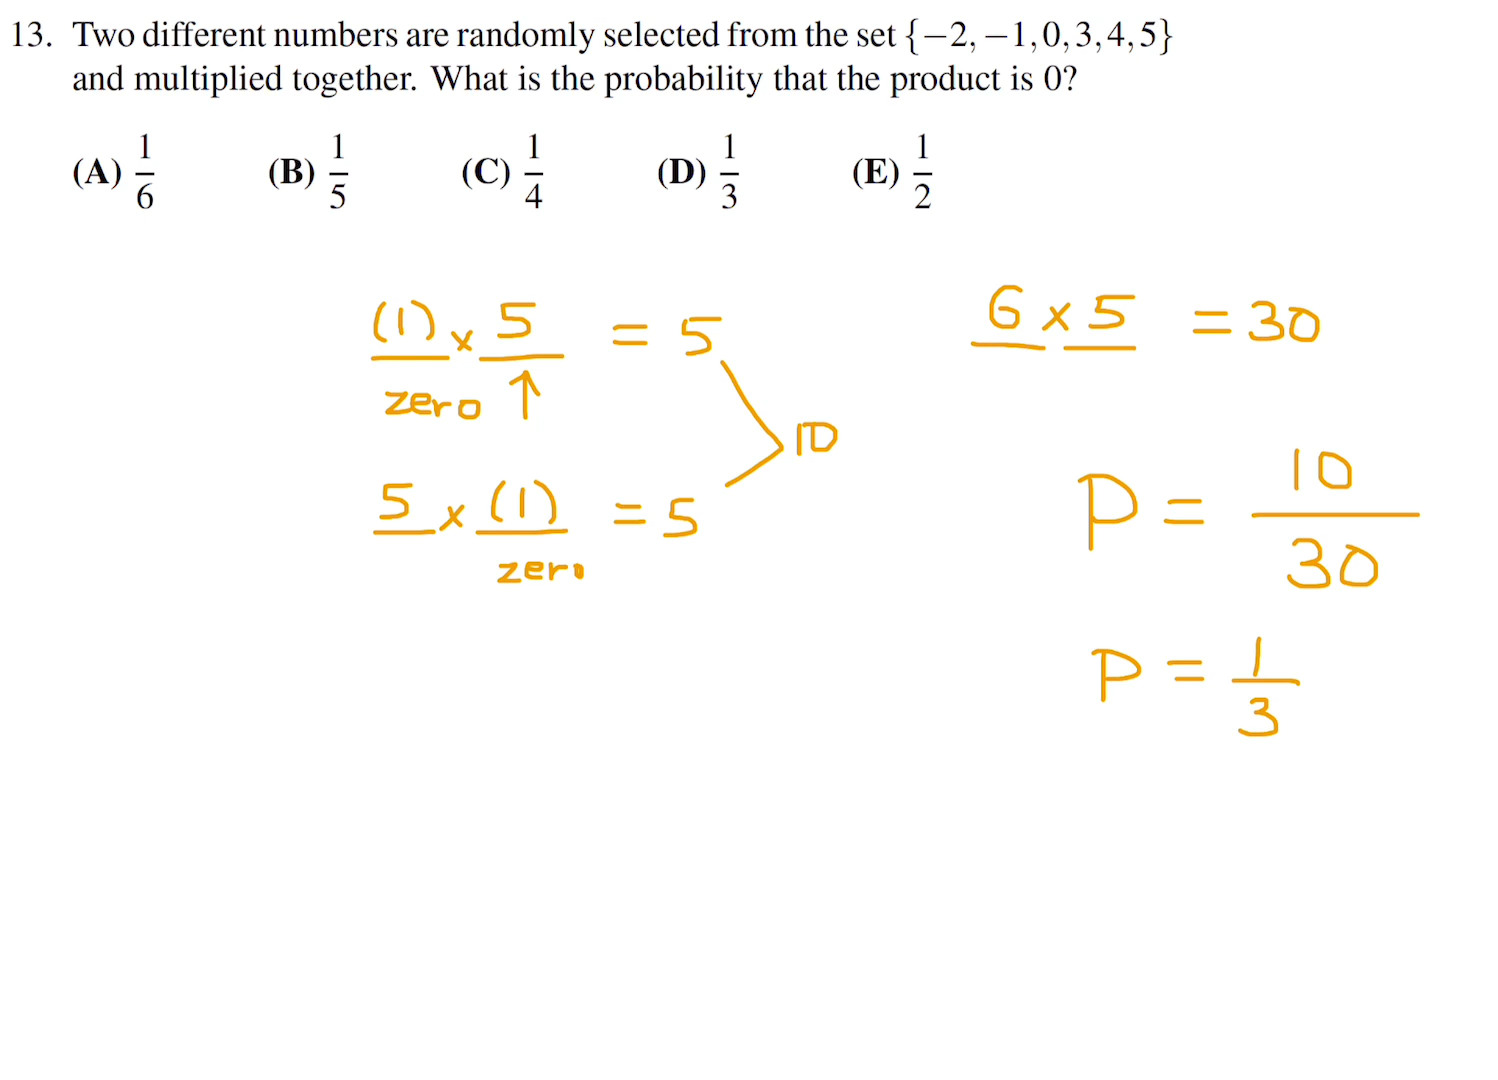 13. Two different numbers are randomly selected from the set {−2, −1, 0, 3, 4, 5}
and multiplied together. What is the probability that the product is 0?
(A) 1/6 (B) 1/5 (C) 1/4 (D) 1/3 (E) 1/2
(1) × 5 = 5
zero ↑
5 × (1) = 5
zero
10
6 × 5 = 30
P = 10/30
P = 1/3